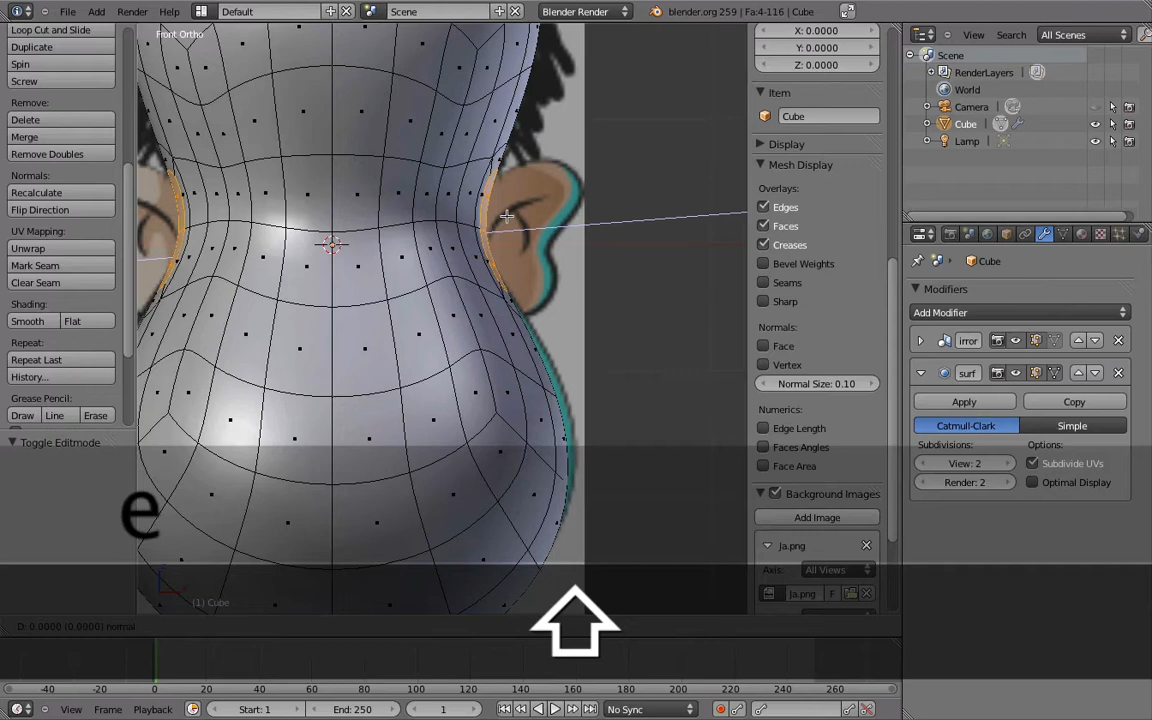 File Add Render Window Help Default Scene Blender Render blender.org 259 | Fa:4-116 | Cube
Loop Cut and Slide
Duplicate
Spin
Screw
Remove:
Delete
Merge
Remove Doubles
Normals:
Recalculate
Flip Direction
UV Mapping:
Unwrap
Mark Seam
Clear Seam
Shading:
Smooth Flat
Repeat:
Repeat Last
History...
Grease Pencil:
Draw Line Erase
Toggle Editmode
Front Ortho
e
(1) Cube
D: 0.0000 (0.0000) normal
X: 0.0000
Y: 0.0000
Z: 0.0000
Item
Cube
Display
Mesh Display
Overlays:
Edges
Faces
Creases
Bevel Weights
Seams
Sharp
Normals:
Face
Vertex
Normal Size: 0.10
Numerics:
Edge Length
Faces Angles
Face Area
Background Images
Add Image
Ja.png
Axis: All Views
Ja.png F
View Search All Scenes
Scene
RenderLayers
World
Camera
Cube
Lamp
Cube
Modifiers
Add Modifier
irror
surf
Apply Copy
Catmull-Clark Simple
Subdivisions: Options:
View: 2 Subdivide UVs
Render: 2 Optimal Display
-40 -20 0 20 40 60 80 100 120 140 160 180 200 220 240 260
View Frame Playback Start: 1 End: 250 1 No Sync